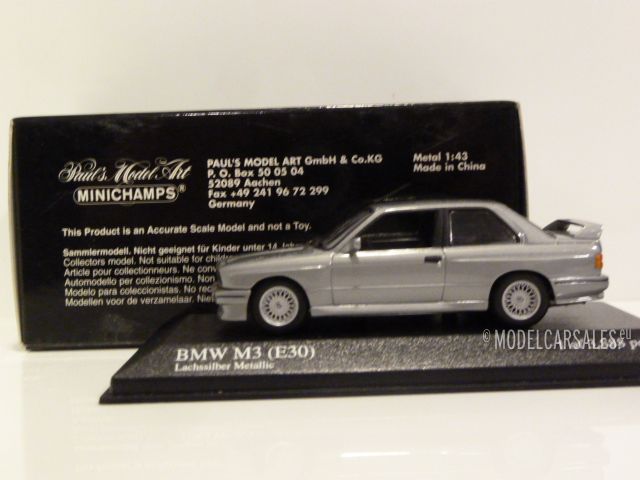 Paul's Model Art
MINICHAMPS®
PAUL'S MODEL ART GmbH & Co.KG
P. O. Box 50 05 04
52089 Aachen
Fax +49 241 96 72 299
Germany
Metal 1:43
Made in China
This Product is an Accurate Scale Model and not a Toy.
Sammlermodell. Nicht geeignet für Kinder unter 14
Collectors model. Not suitable for
Article pour collectionneurs. Ne
Automodello per collezionisti. Non
Modelo para coleccionistas. No
Modellen voor de verzamelaar.
BMW M3 (E30)
Lachssilber Metallic
© MODELCARSALES.eu